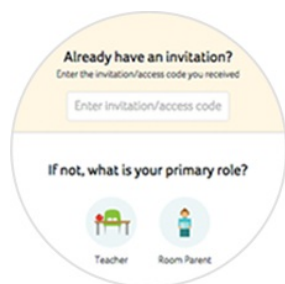 Already have an invitation?
Enter the invitation/access code you received
Enter invitation/access code
If not, what is your primary role?
Teacher Room Parent